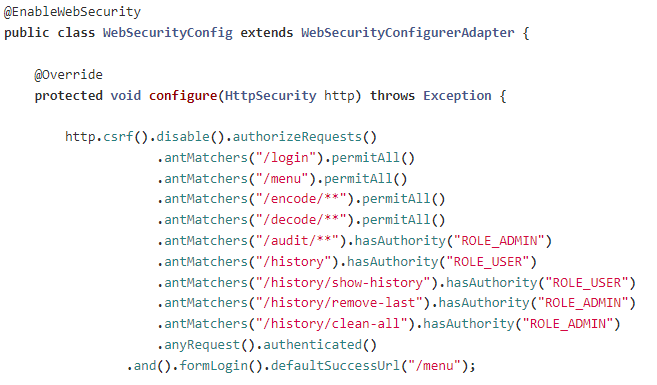 @EnableWebSecurity
public class WebSecurityConfig extends WebSecurityConfigurerAdapter {
@Override
protected void configure(HttpSecurity http) throws Exception {
http.csrf().disable().authorizeRequests()
.antMatchers("/login").permitAll()
.antMatchers("/menu").permitAll()
.antMatchers("/encode/**").permitAll()
.antMatchers("/decode/**").permitAll()
.antMatchers("/audit/**").hasAuthority("ROLE_ADMIN")
.antMatchers("/history").hasAuthority("ROLE_USER")
.antMatchers("/history/show-history").hasAuthority("ROLE_USER")
.antMatchers("/history/remove-last").hasAuthority("ROLE_ADMIN")
.antMatchers("/history/clean-all").hasAuthority("ROLE_ADMIN")
.anyRequest().authenticated()
.and().formLogin().defaultSuccessUrl("/menu");